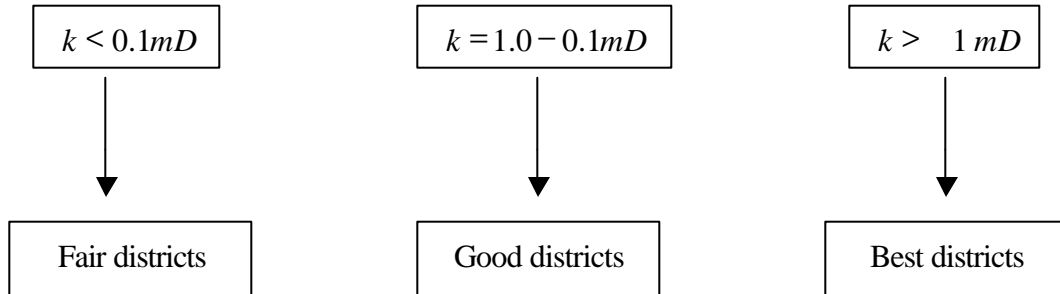 k < 0.1mD
k = 1.0 − 0.1mD
k > 1 mD
Fair districts
Good districts
Best districts